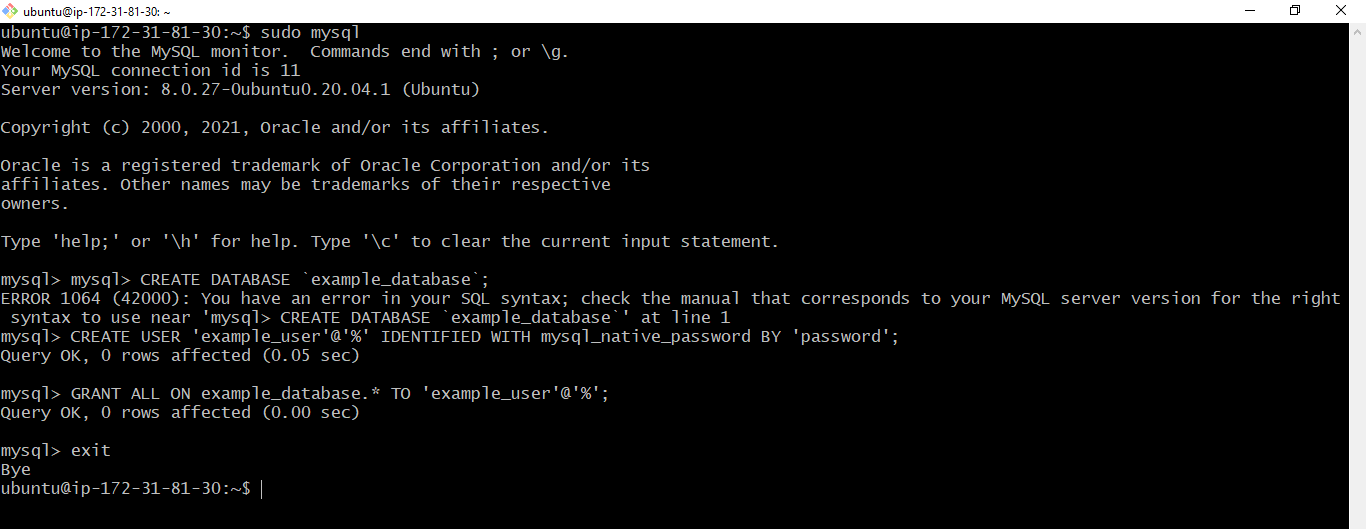 ubuntu@ip-172-31-81-30: ~
ubuntu@ip-172-31-81-30:~$ sudo mysql
Welcome to the MySQL monitor.  Commands end with ; or \g.
Your MySQL connection id is 11
Server version: 8.0.27-0ubuntu0.20.04.1 (Ubuntu)
Copyright (c) 2000, 2021, Oracle and/or its affiliates.
Oracle is a registered trademark of Oracle Corporation and/or its
affiliates. Other names may be trademarks of their respective
owners.
Type 'help;' or '\h' for help. Type '\c' to clear the current input statement.
mysql> mysql> CREATE DATABASE `example_database`;
ERROR 1064 (42000): You have an error in your SQL syntax; check the manual that corresponds to your MySQL server version for the right
 syntax to use near 'mysql> CREATE DATABASE `example_database`' at line 1
mysql> CREATE USER 'example_user'@'%' IDENTIFIED WITH mysql_native_password BY 'password';
Query OK, 0 rows affected (0.05 sec)
mysql> GRANT ALL ON example_database.* TO 'example_user'@'%';
Query OK, 0 rows affected (0.00 sec)
mysql> exit
Bye
ubuntu@ip-172-31-81-30:~$